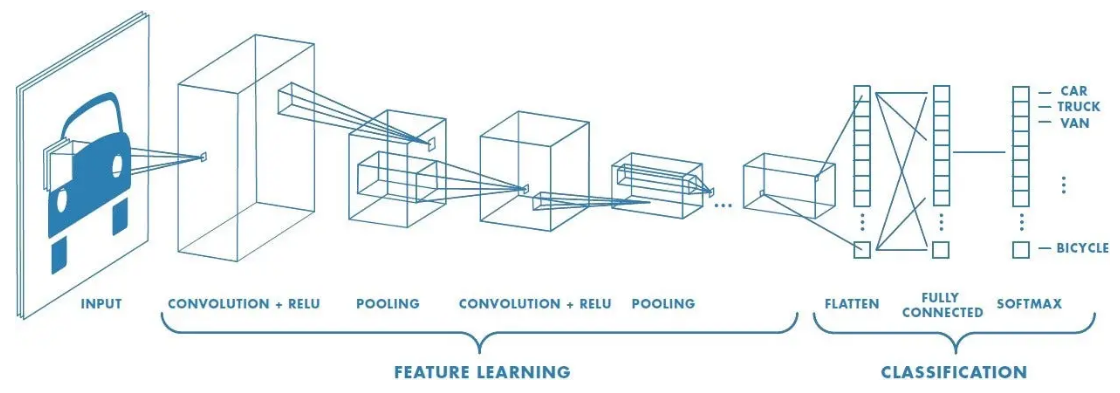 CAR
TRUCK
VAN
BICYCLE
INPUT
CONVOLUTION + RELU
POOLING
CONVOLUTION + RELU
POOLING
FLATTEN
FULLY
CONNECTED
SOFTMAX
FEATURE LEARNING
CLASSIFICATION